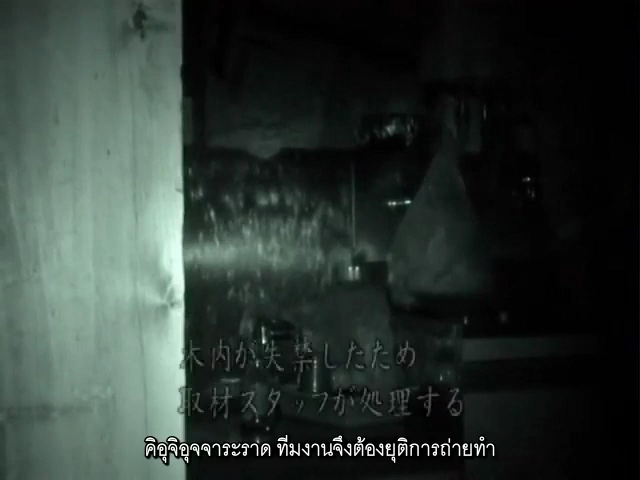 木内が失禁したため
取材スタッフが処理する
คิอุจิอุจจาระราด ทีมงานจึงต้องยุติการถ่ายทำ